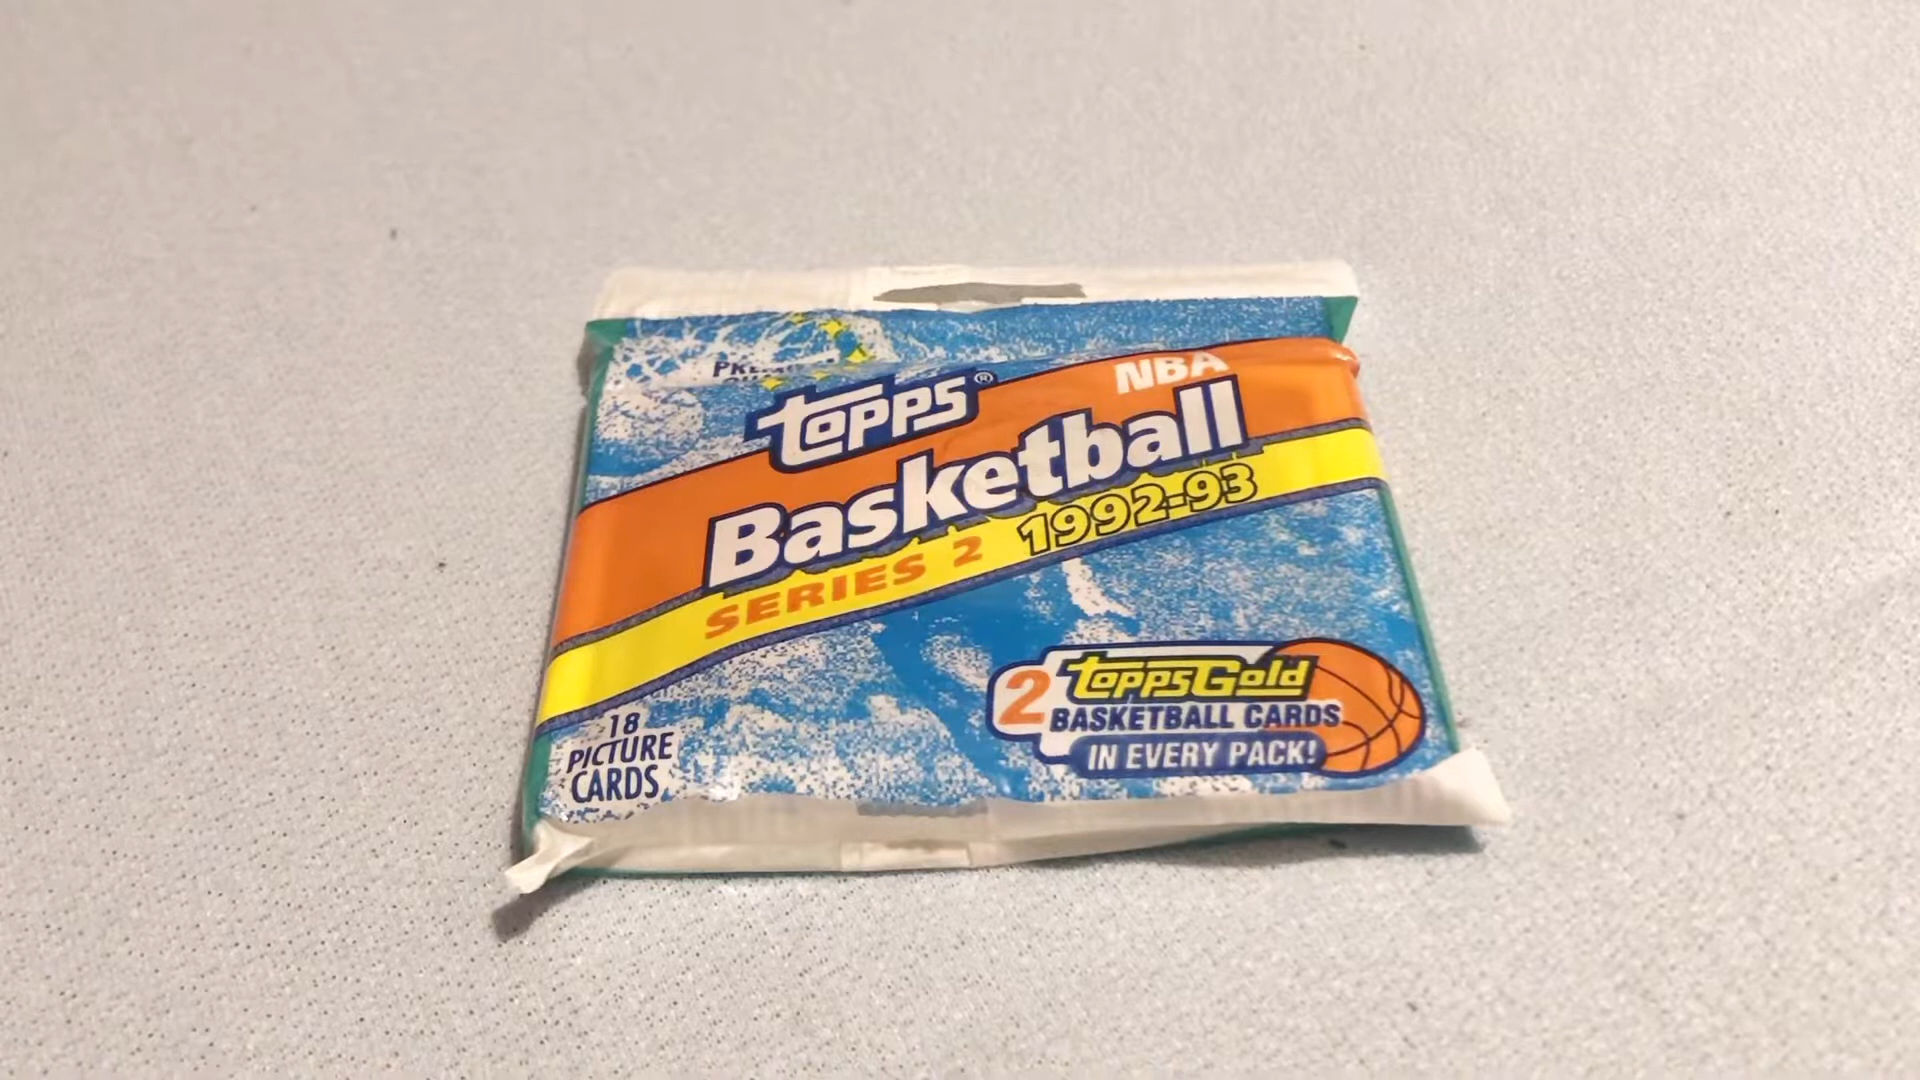 topps®
NBA
Basketball
SERIES 2 1992-93
18
PICTURE
CARDS
2 toppsGold
BASKETBALL CARDS
IN EVERY PACK!